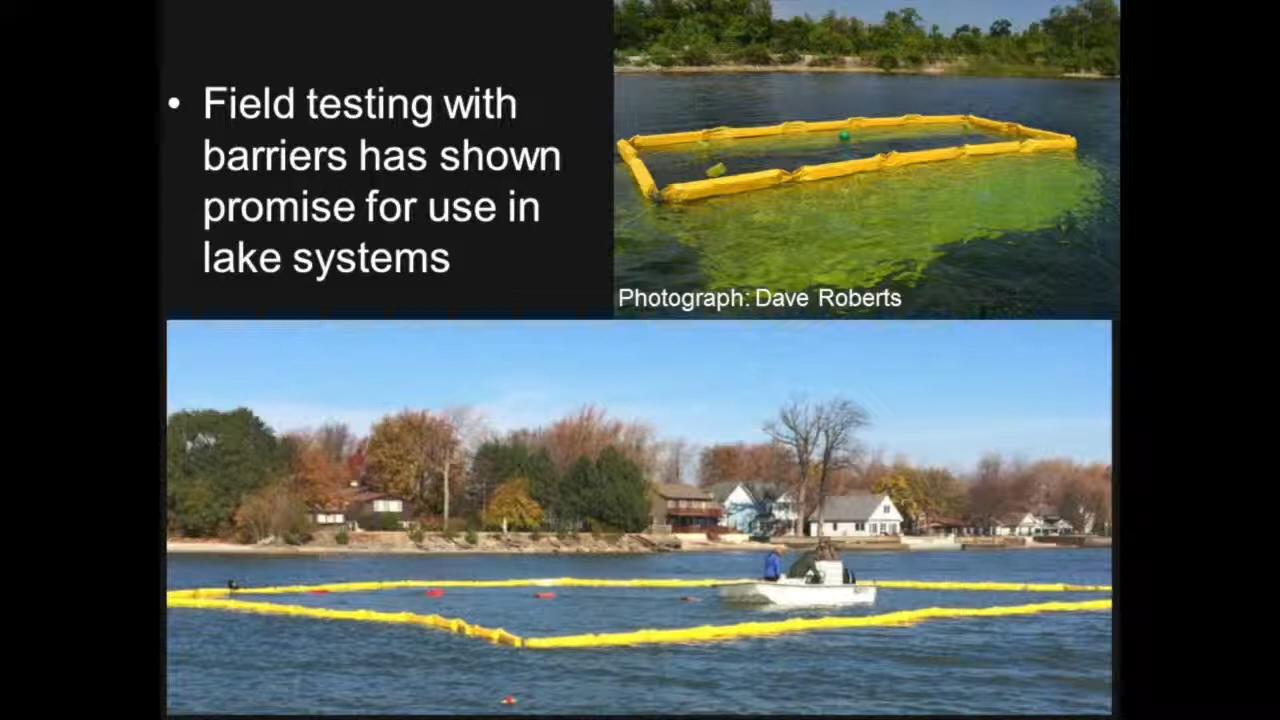 • Field testing with
barriers has shown
promise for use in
lake systems
Photograph: Dave Roberts